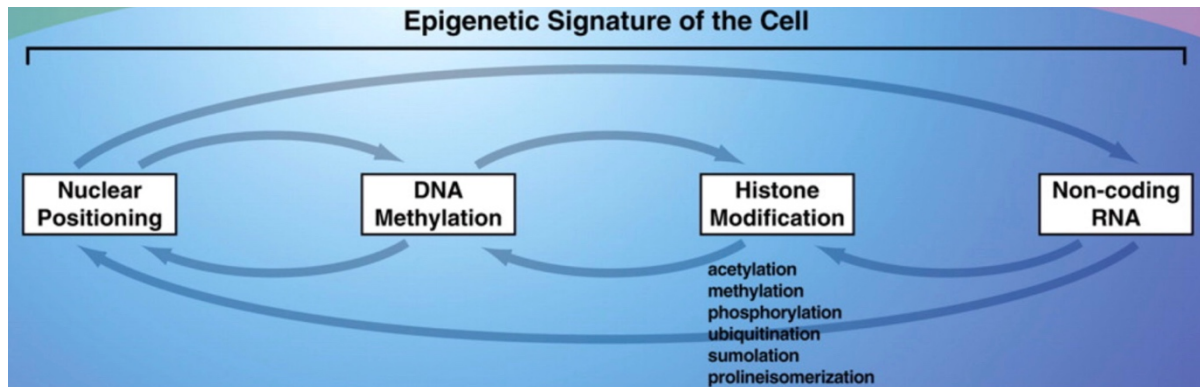 Epigenetic Signature of the Cell
Nuclear
Positioning
DNA
Methylation
Histone
Modification
Non-coding
RNA
acetylation
methylation
phosphorylation
ubiquitination
sumolation
prolineisomerization